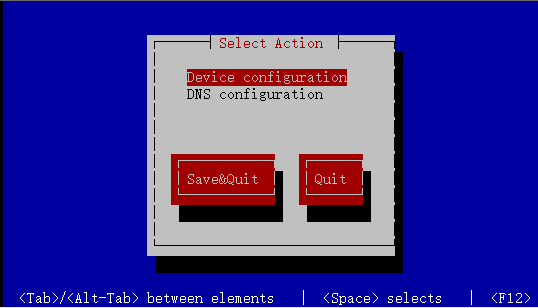 Select Action
Device configuration
DNS configuration
Save&Quit Quit
<Tab>/<Alt-Tab> between elements | <Space> selects | <F12>